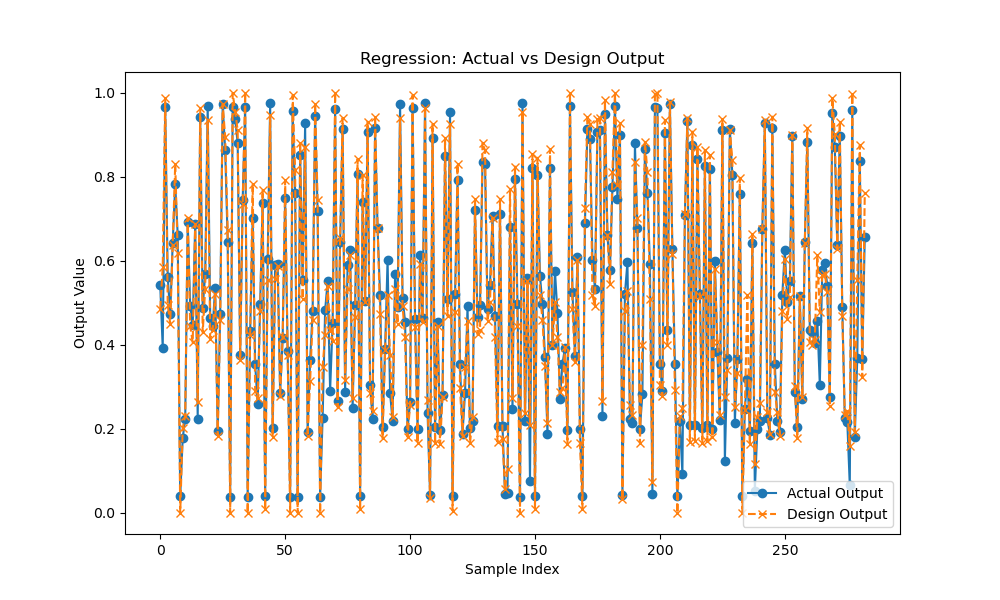 Regression: Actual vs Design Output
1.0
0.8
0.6
0.4
0.2
0.0
Output Value
0
50
100
150
200
250
Sample Index
Actual Output
Design Output